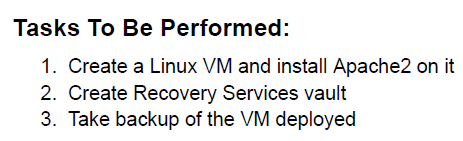 Tasks To Be Performed:
1. Create a Linux VM and install Apache2 on it
2. Create Recovery Services vault
3. Take backup of the VM deployed